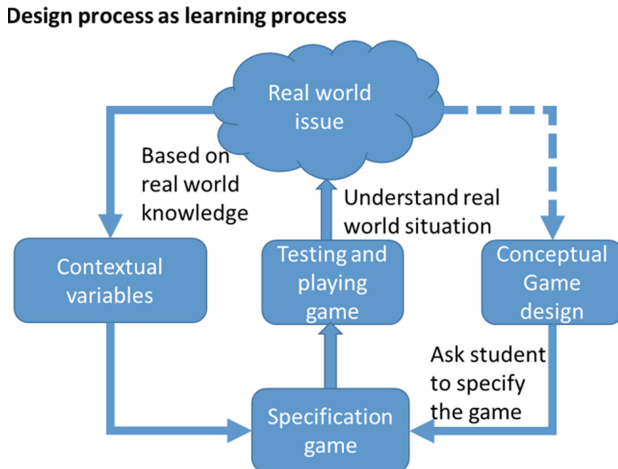 Design process as learning process
Real world
issue
Based on
real world
knowledge
Understand real
world situation
Contextual
variables
Testing and
playing
game
Conceptual
Game
design
Ask student
to specify
the game
Specification
game